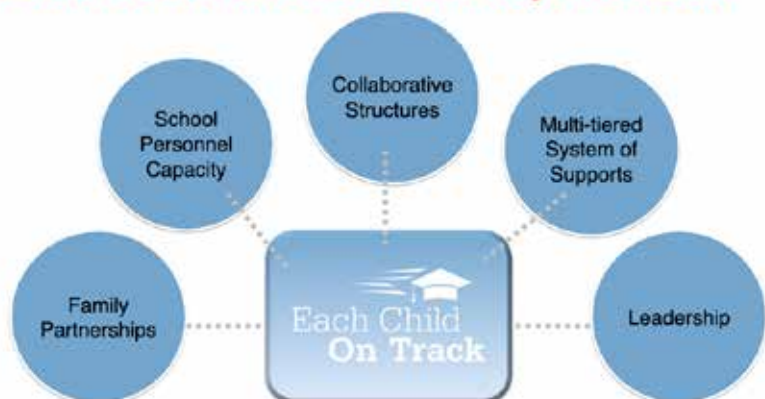 Collaborative
Structures
School
Personnel
Capacity
Multi-tiered
System of
Supports
Family
Partnerships
Each Child
On Track
Leadership